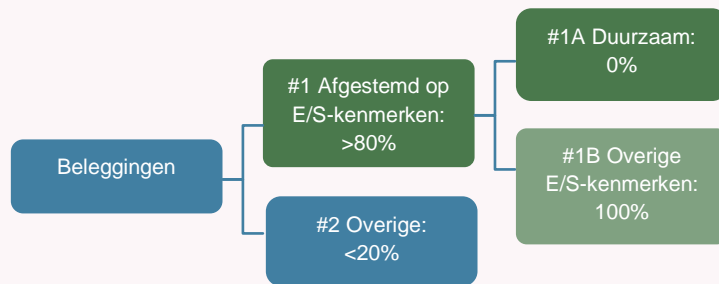 Beleggingen
#1 Afgestemd op
E/S-kenmerken:
>80%
#2 Overige:
<20%
#1A Duurzaam:
0%
#1B Overige
E/S-kenmerken:
100%